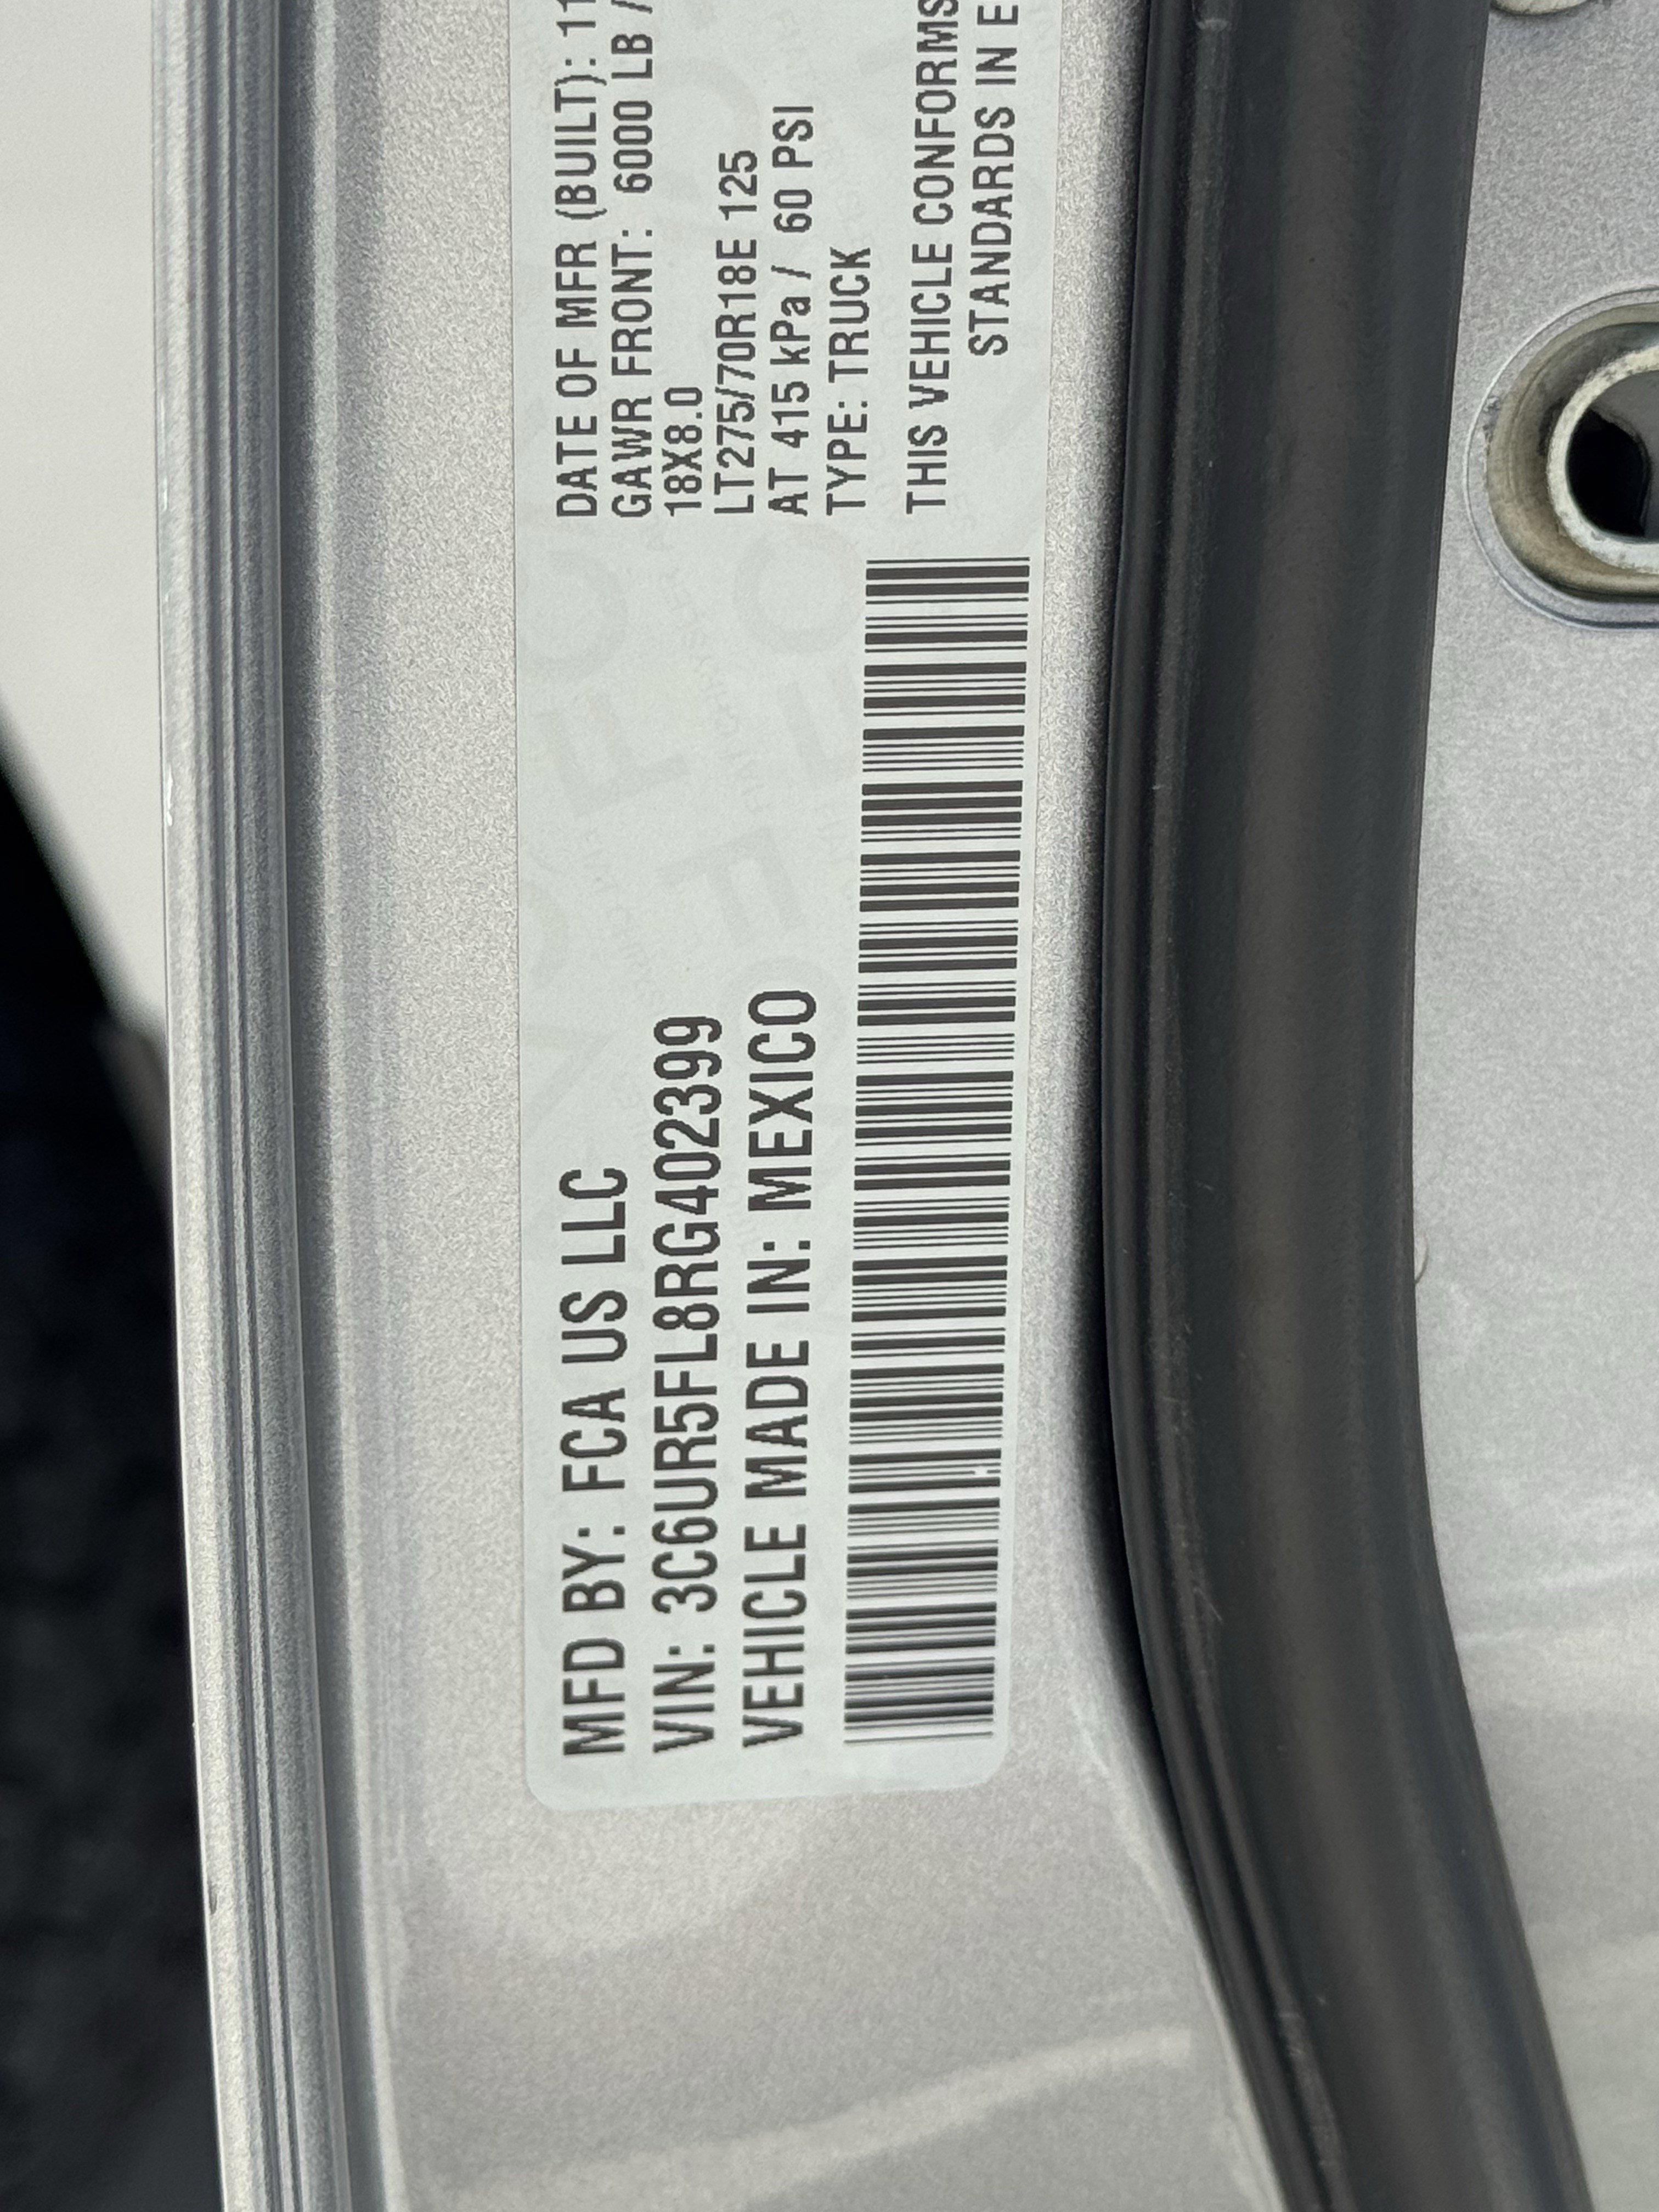 MFD BY: FCA US LLC
VIN: 3C6UR5FL8RG402399
VEHICLE MADE IN: MEXICO
DATE OF MFR (BUILT): 11
GAWR FRONT: 6000 LB /
18X8.0
LT275/70R18E 125
AT 415 kPa / 60 PSI
TYPE: TRUCK
THIS VEHICLE CONFORMS
STANDARDS IN E